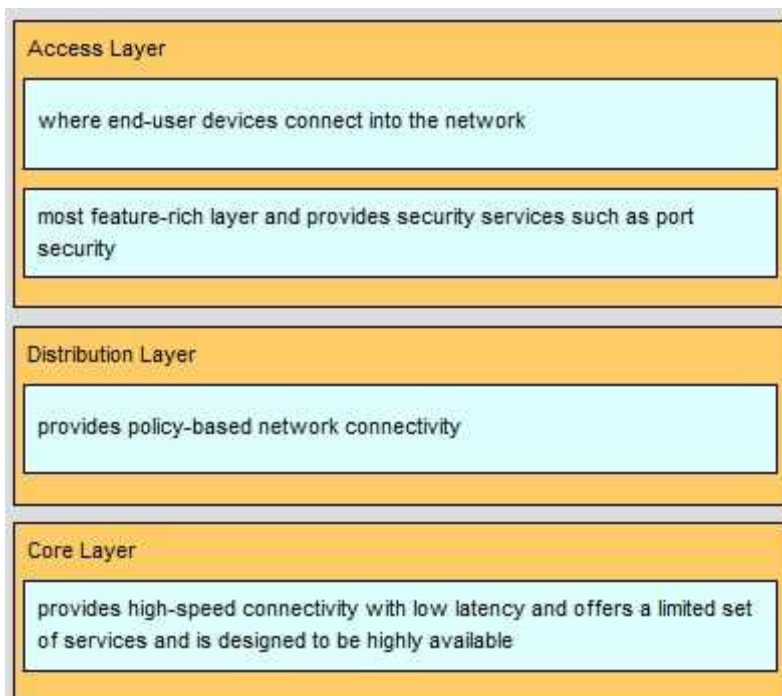 Access Layer
where end-user devices connect into the network
most feature-rich layer and provides security services such as port
security
Distribution Layer
provides policy-based network connectivity
Core Layer
provides high-speed connectivity with low latency and offers a limited set
of services and is designed to be highly available